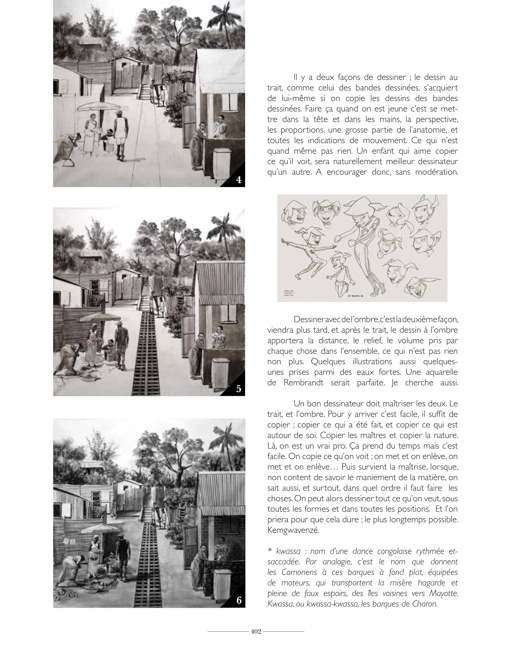 4
5
6
Il y a deux façons de dessiner ; le dessin au
trait, comme celui des bandes dessinées, s'acquiert
de lui-même si on copie les dessins des bandes
dessinées. Faire ça quand on est jeune c'est se met-
tre dans la tête et dans les mains, la perspective,
les proportions, une grosse partie de l'anatomie, et
toutes les indications de mouvement. Ce qui n'est
quand même pas rien. Un enfant qui aime copier
ce qu'il voit, sera naturellement meilleur dessinateur
qu'un autre. A encourager donc, sans modération.
Dessiner avec de l'ombre, c'est la deuxième façon,
viendra plus tard, et après le trait, le dessin à l'ombre
apportera la distance, le relief, le volume pris par
chaque chose dans l'ensemble, ce qui n'est pas rien
non plus. Quelques illustrations aussi quelques-
unes prises parmi des eaux fortes. Une aquarelle
de Rembrandt serait parfaite. Je cherche aussi.
Un bon dessinateur doit maîtriser les deux. Le
trait, et l'ombre. Pour y arriver c'est facile, il suffit de
copier ; copier ce qui a été fait, et copier ce qui est
autour de soi. Copier les maîtres et copier la nature.
Là, on est un vrai pro. Ça prend du temps mais c'est
facile. On copie ce qu'on voit ; on met et on enlève, on
met et on enlève… Puis survient la maîtrise, lorsque,
non content de savoir le maniement de la matière, on
sait aussi, et surtout, dans quel ordre il faut faire les
choses. On peut alors dessiner tout ce qu'on veut, sous
toutes les formes et dans toutes les positions. Et l'on
priera pour que cela dure ; le plus longtemps possible.
Kemgwavenzé.
* kwassa : nom d'une dance congolaise rythmée et-
saccadée. Par analogie, c'est le nom que donnent
les Comoriens à ces barques à fond plat, équipées
de moteurs, qui transportent la misère hagarde et
pleine de faux espoirs, des îles voisines vers Mayotte.
Kwassa, ou kwassa-kwassa, les barques de Charon.
402